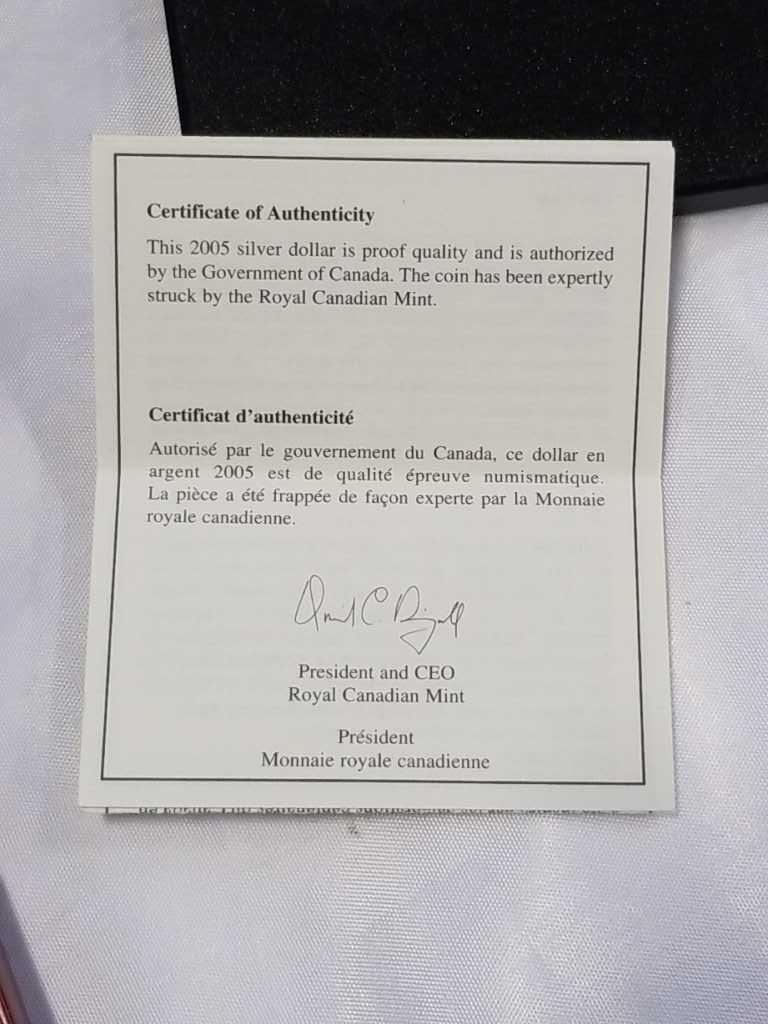 Certificate of Authenticity
This 2005 silver dollar is proof quality and is authorized
by the Government of Canada. The coin has been expertly
struck by the Royal Canadian Mint.
Certificat d'authenticité
Autorisé par le gouvernement du Canada, ce dollar en
argent 2005 est de qualité épreuve numismatique.
La pièce a été frappée de façon experte par la Monnaie
royale canadienne.
President and CEO
Royal Canadian Mint
Président
Monnaie royale canadienne